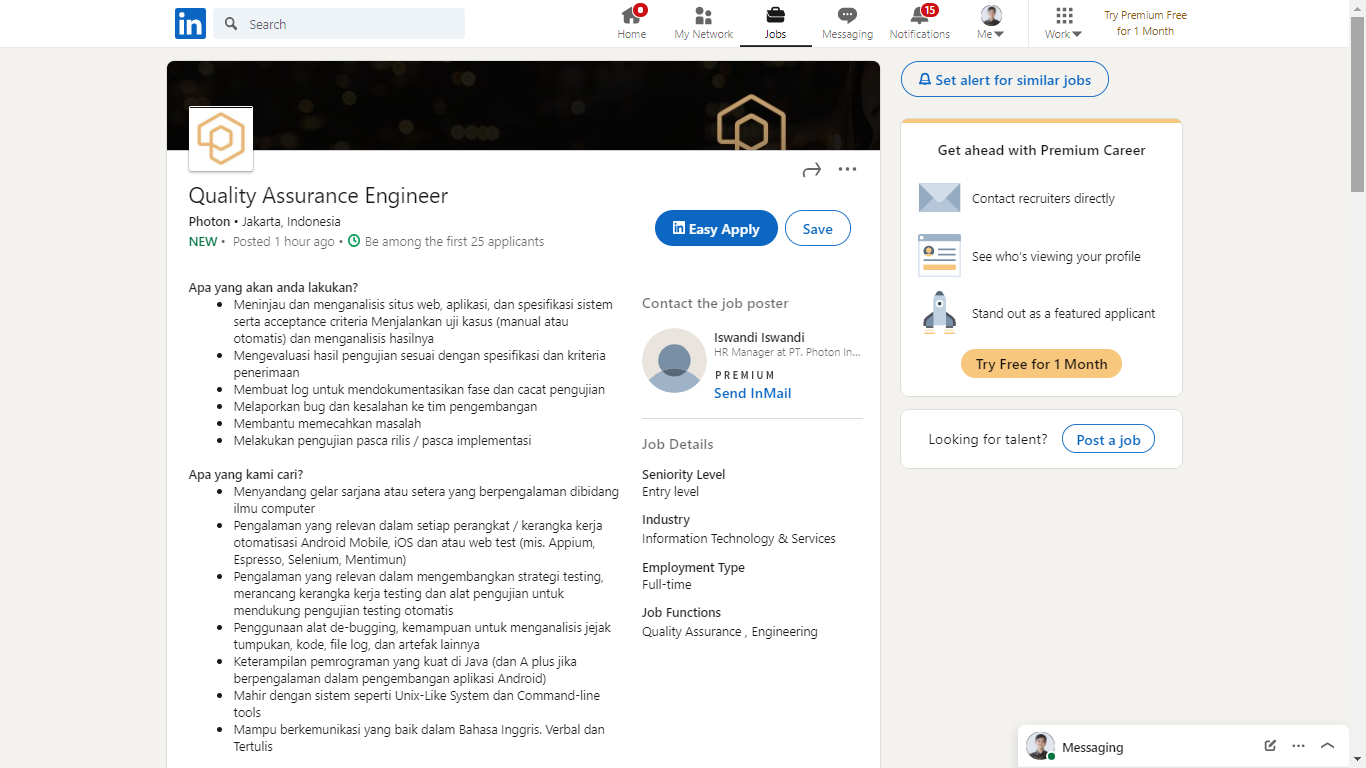 in
Search
Home
My Network
Jobs
Messaging
15
Notifications
Me
Work
Try Premium Free
for 1 Month
Quality Assurance Engineer
Photon • Jakarta, Indonesia
NEW • Posted 1 hour ago • Be among the first 25 applicants
in Easy Apply
Save
Apa yang akan anda lakukan?
• Meninjau dan menganalisis situs web, aplikasi, dan spesifikasi sistem
serta acceptance criteria Menjalankan uji kasus (manual atau
otomatis) dan menganalisis hasilnya
• Mengevaluasi hasil pengujian sesuai dengan spesifikasi dan kriteria
penerimaan
• Membuat log untuk mendokumentasikan fase dan cacat pengujian
• Melaporkan bug dan kesalahan ke tim pengembangan
• Membantu memecahkan masalah
• Melakukan pengujian pasca rilis / pasca implementasi
Apa yang kami cari?
• Menyandang gelar sarjana atau setera yang berpengalaman dibidang
ilmu computer
• Pengalaman yang relevan dalam setiap perangkat / kerangka kerja
otomatisasi Android Mobile, iOS dan atau web test (mis. Appium,
Espresso, Selenium, Mentimun)
• Pengalaman yang relevan dalam mengembangkan strategi testing,
merancang kerangka kerja testing dan alat pengujian untuk
mendukung pengujian testing otomatis
• Penggunaan alat de-bugging, kemampuan untuk menganalisis jejak
tumpukan, kode, file log, dan artefak lainnya
• Keterampilan pemrograman yang kuat di Java (dan A plus jika
berpengalaman dalam pengembangan aplikasi Android)
• Mahir dengan sistem seperti Unix-Like System dan Command-line
tools
• Mampu berkemunikasi yang baik dalam Bahasa Inggris. Verbal dan
Tertulis
Contact the job poster
Iswandi Iswandi
HR Manager at PT. Photon In...
PREMIUM
Send InMail
Job Details
Seniority Level
Entry level
Industry
Information Technology & Services
Employment Type
Full-time
Job Functions
Quality Assurance , Engineering
Set alert for similar jobs
Get ahead with Premium Career
Contact recruiters directly
See who's viewing your profile
Stand out as a featured applicant
Try Free for 1 Month
Looking for talent?
Post a job
Messaging